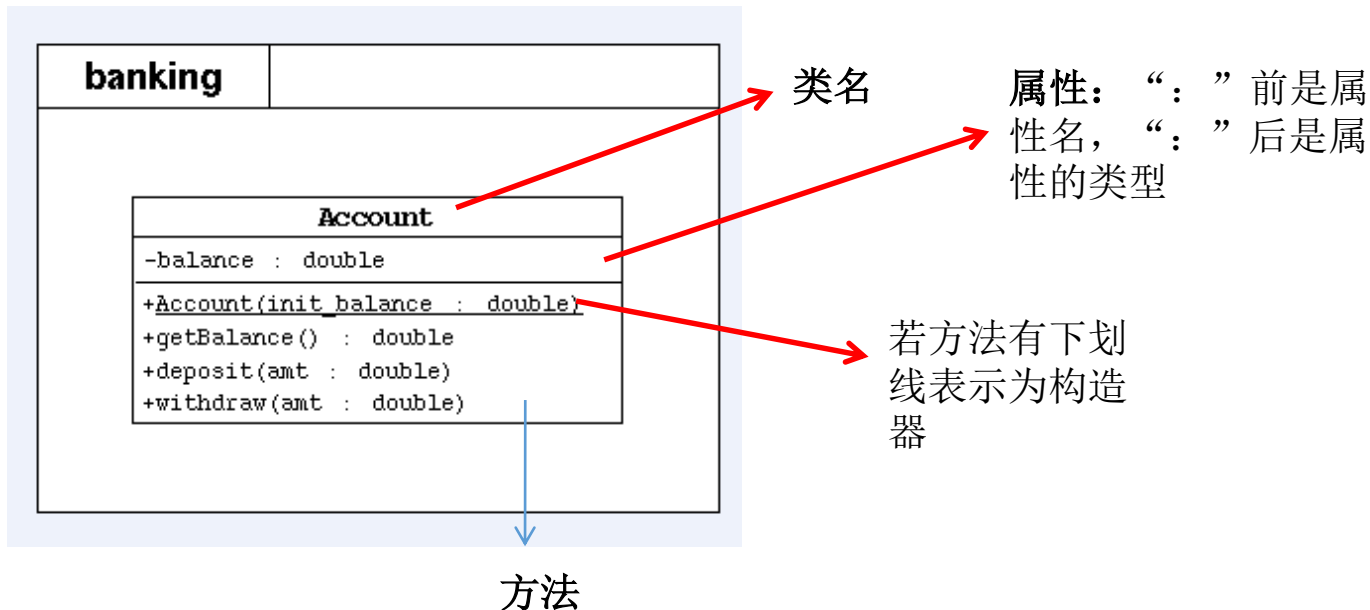 banking
类名
属性：“：”前是属
性名，“：”后是属
性的类型
Account
-balance : double
+Account(init_balance : double)
+getBalance() : double
+deposit(amt : double)
+withdraw(amt : double)
若方法有下划
线表示为构造
器
方法